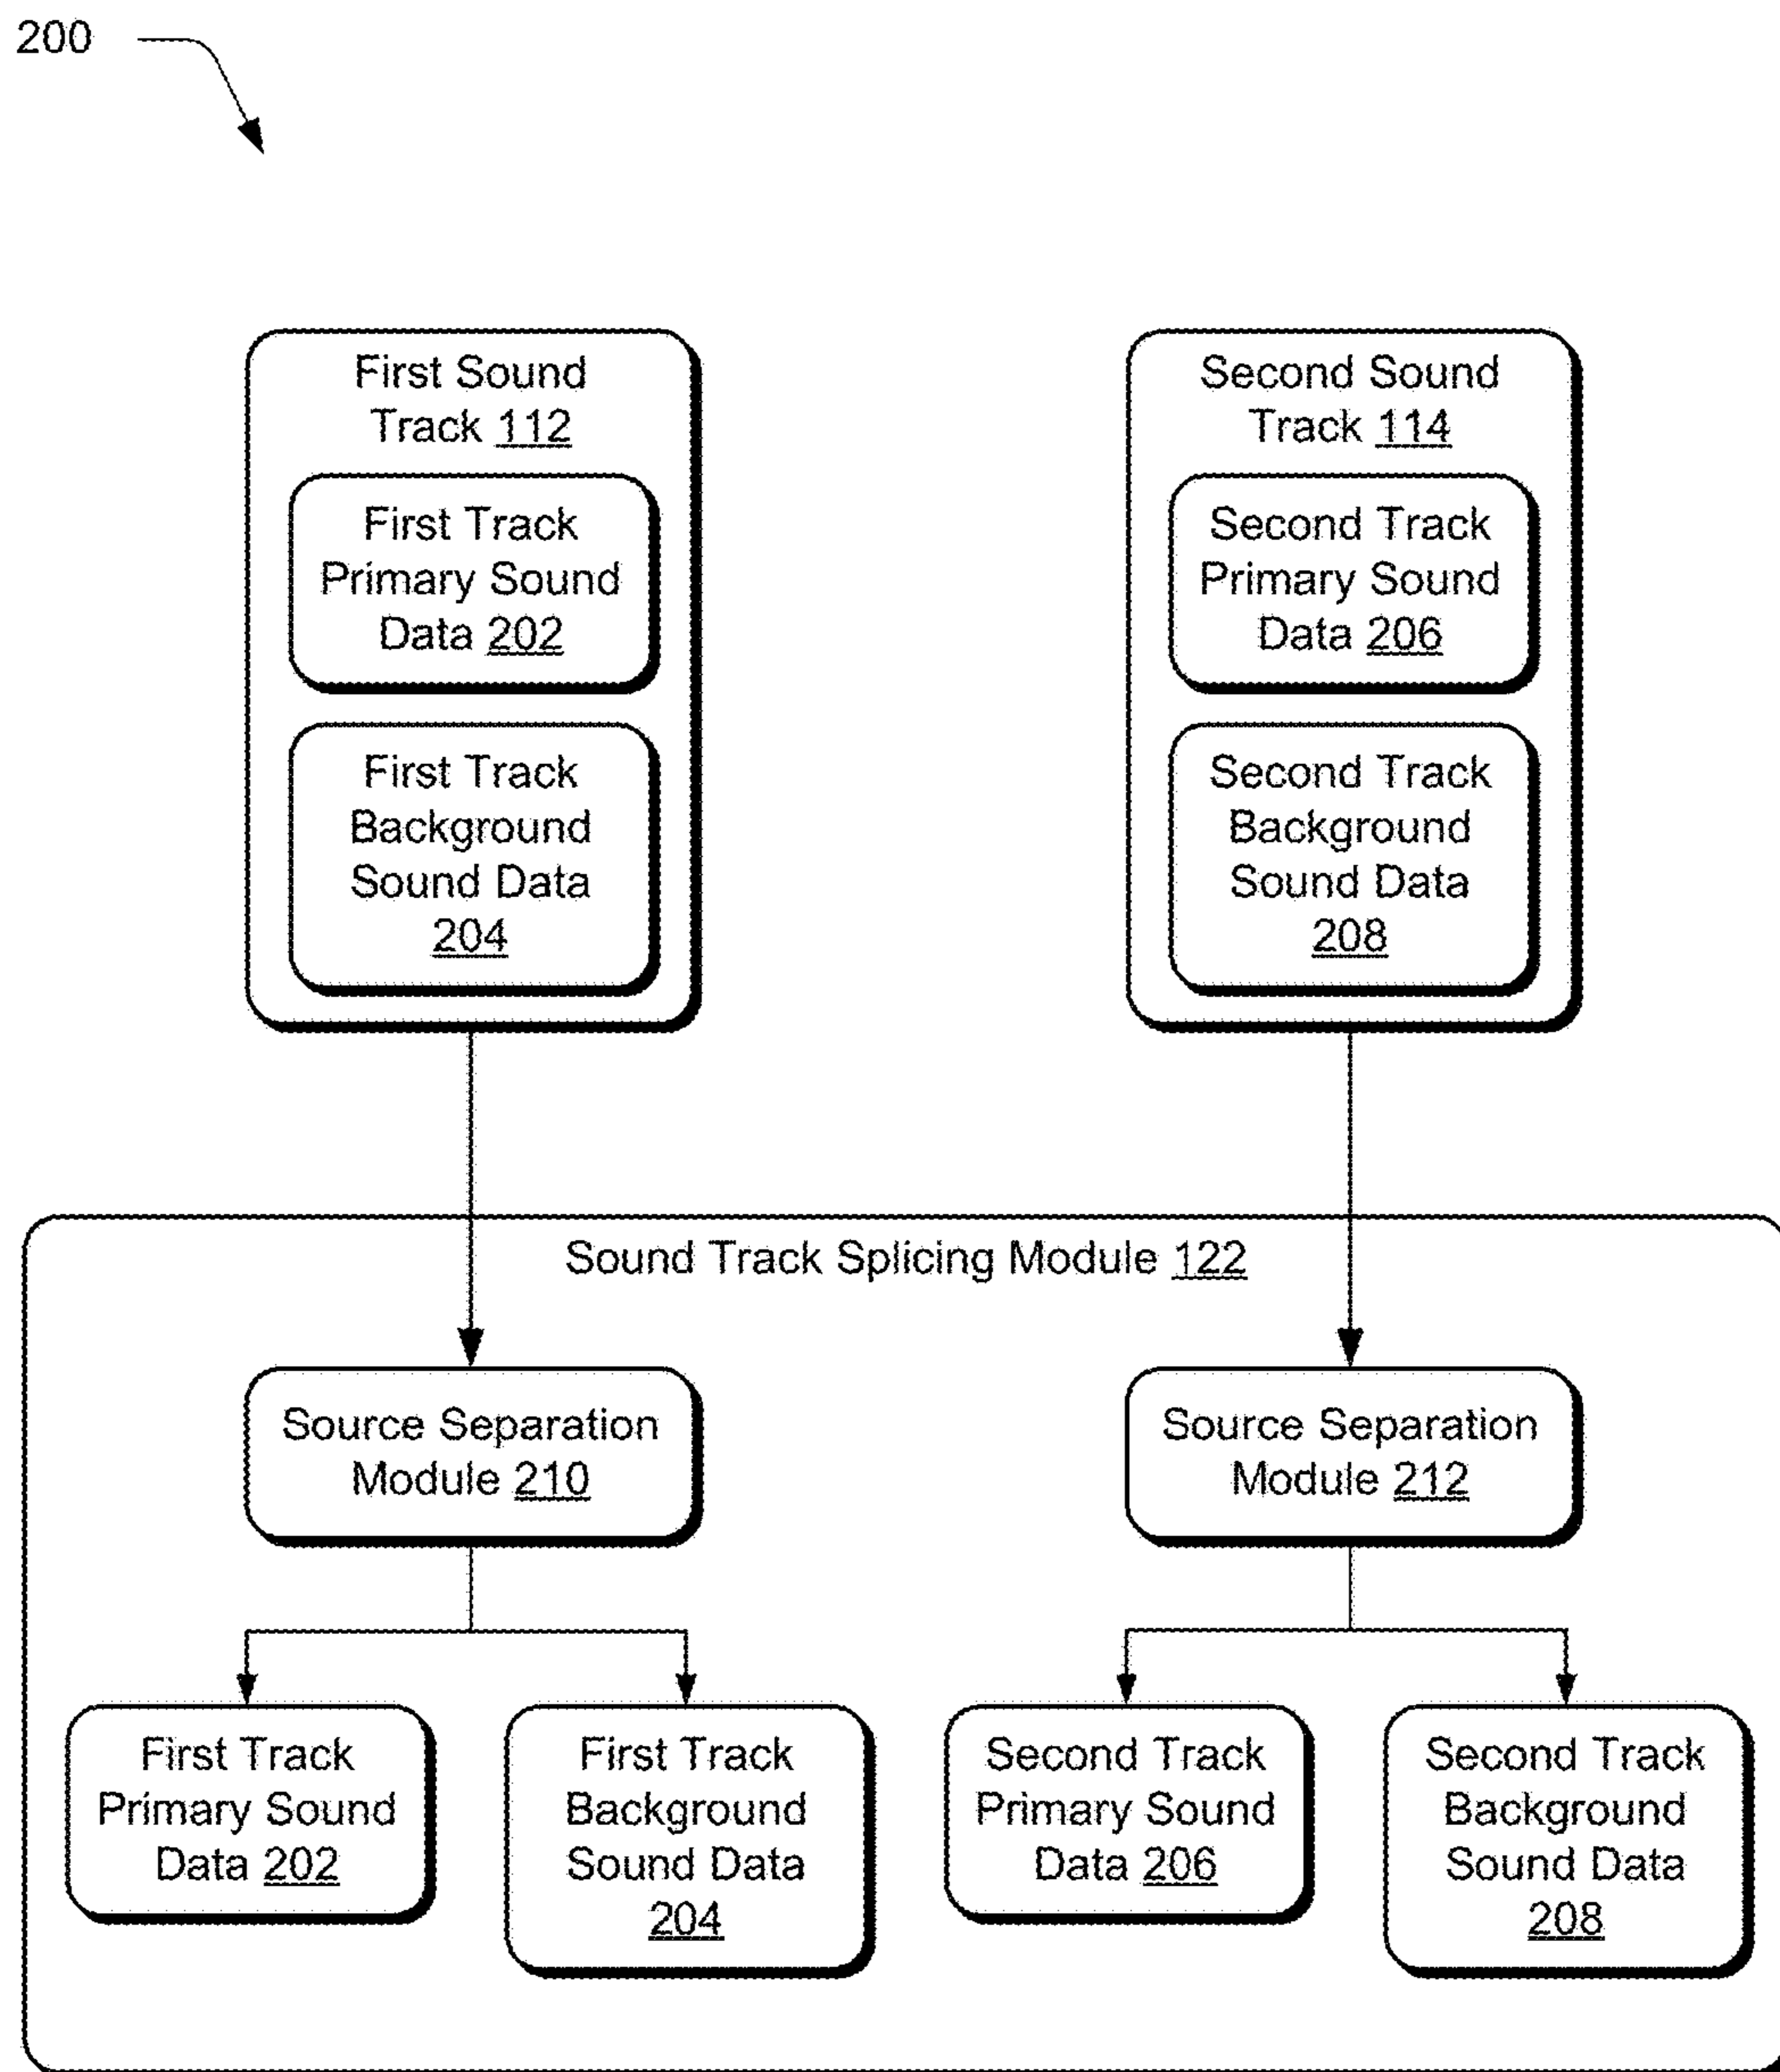 200
First Sound
Track 112
First Track
Primary Sound
Data 202
First Track
Background
Sound Data
204
Second Sound
Track 114
Second Track
Primary Sound
Data 206
Second Track
Background
Sound Data
208
Sound Track Splicing Module 122
Source Separation
Module 210
Source Separation
Module 212
First Track
Primary Sound
Data 202
First Track
Background
Sound Data
204
Second Track
Primary Sound
Data 206
Second Track
Background
Sound Data
208